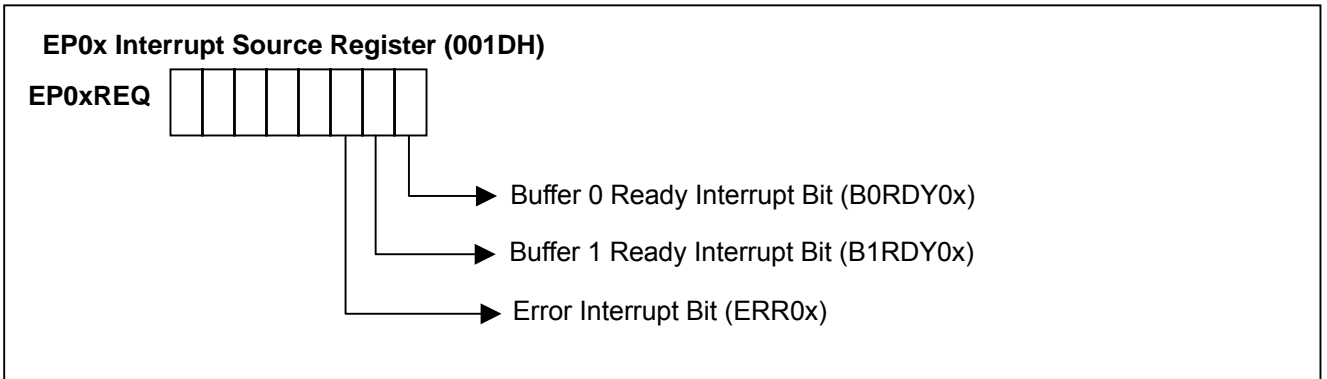 EP0x Interrupt Source Register (001DH)
EP0xREQ
Buffer 0 Ready Interrupt Bit (B0RDY0x)
Buffer 1 Ready Interrupt Bit (B1RDY0x)
Error Interrupt Bit (ERR0x)